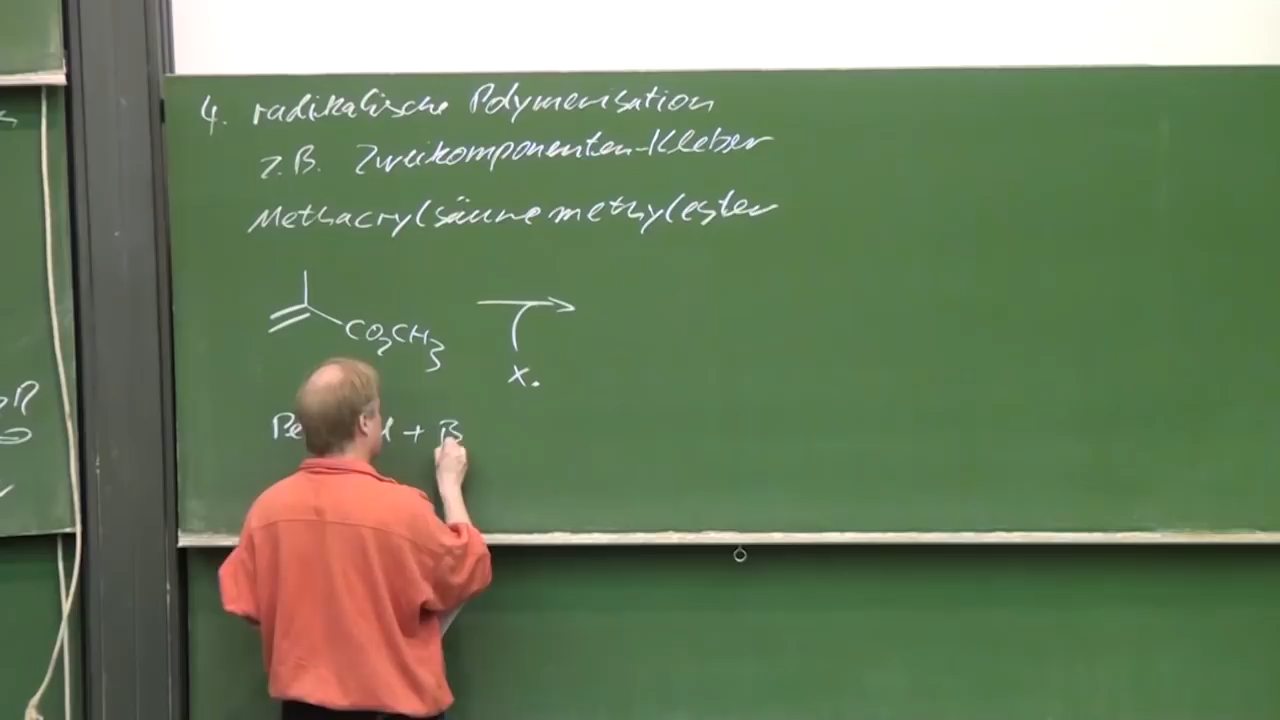 4. radikalische Polymerisation
z.B. Zweikomponenten-Kleber
Methacrylsäuremethylester
CO2CH3
X.
+ B